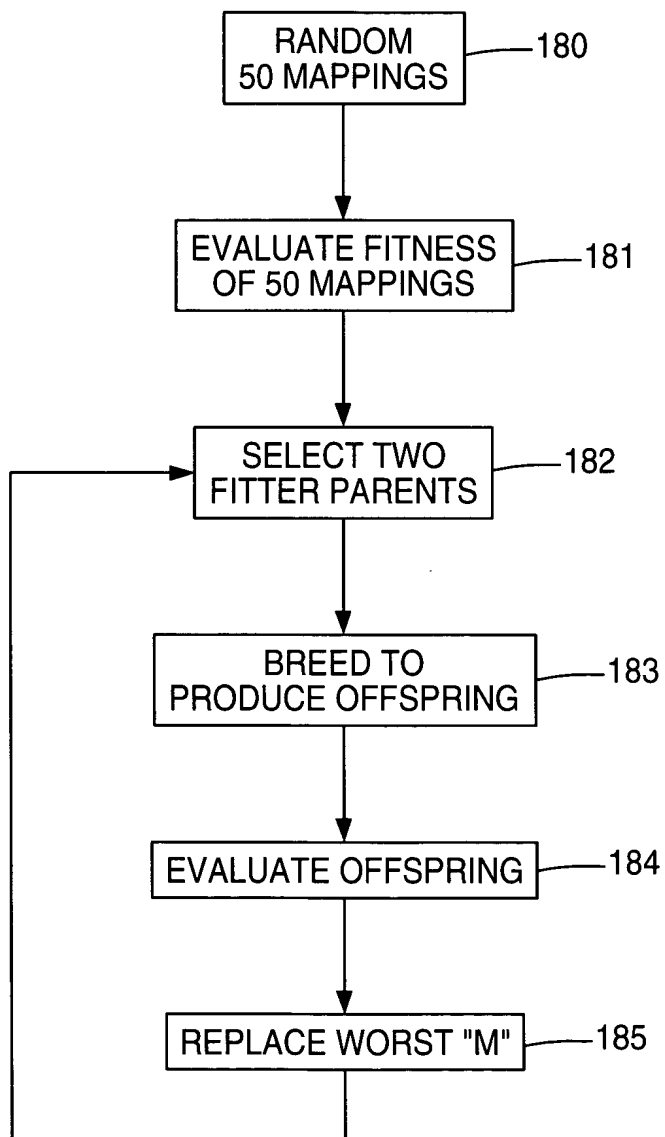 RANDOM
50 MAPPINGS
180
EVALUATE FITNESS
OF 50 MAPPINGS
181
SELECT TWO
FITTER PARENTS
182
BREED TO
PRODUCE OFFSPRING
183
EVALUATE OFFSPRING
184
REPLACE WORST "M"
185